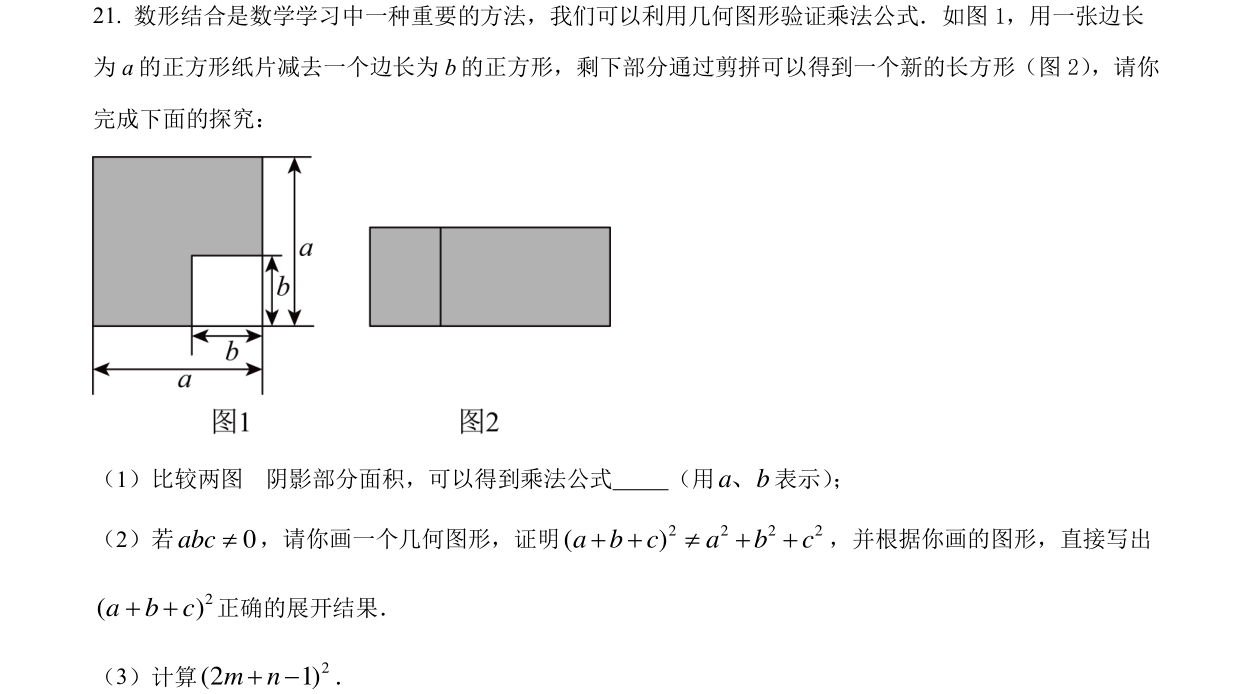 21. 数形结合是数学学习中一种重要的方法，我们可以利用几何图形验证乘法公式．如图 1，用一张边长
为 a 的正方形纸片减去一个边长为 b 的正方形，剩下部分通过剪拼可以得到一个新的长方形（图 2），请你
完成下面的探究：
a
b
b
a
图1
图2
（1）比较两图　阴影部分面积，可以得到乘法公式_____（用 a、b 表示）；
（2）若 abc ≠ 0，请你画一个几何图形，证明 (a+b+c)² ≠ a²+b²+c²，并根据你画的图形，直接写出
(a+b+c)² 正确的展开结果．
（3）计算 (2m+n−1)²．